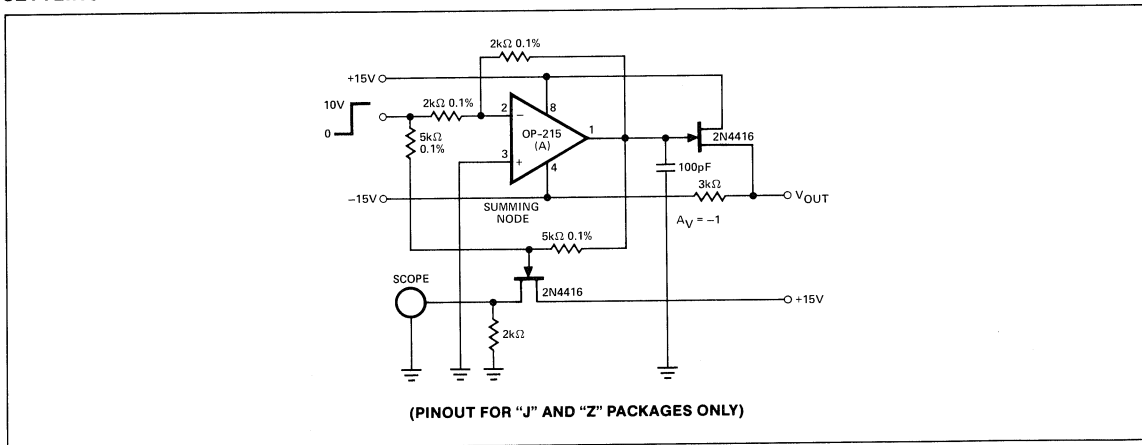 2kΩ 0.1%
+15V
10V
0
2kΩ 0.1%
2
−
8
OP-215
(A)
1
3
+
4
5kΩ
0.1%
2N4416
100pF
3kΩ
−15V
VOUT
SUMMING
NODE
AV = −1
5kΩ 0.1%
SCOPE
2N4416
+15V
2kΩ
(PINOUT FOR "J" AND "Z" PACKAGES ONLY)